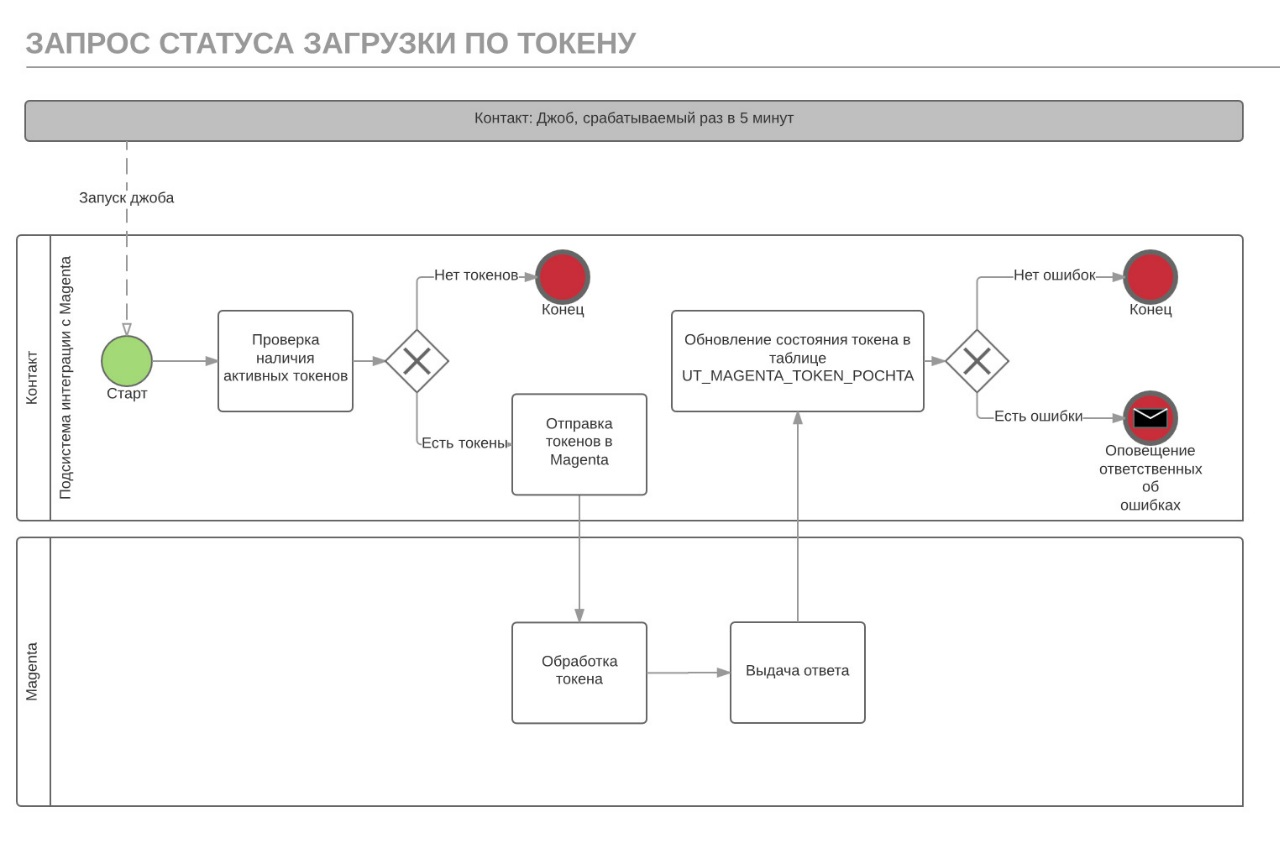 ЗАПРОС СТАТУСА ЗАГРУЗКИ ПО ТОКЕНУ
Контакт: Джоб, срабатываемый раз в 5 минут
Запуск джоба
Контакт
Подсистема интеграции с Magenta
Старт
Проверка
наличия
активных токенов
Нет токенов
Конец
Есть токены
Отправка
токенов в
Magenta
Обновление состояния токена в
таблице
UT_MAGENTA_TOKEN_POCHTA
Нет ошибок
Конец
Есть ошибки
Оповещение
ответственных
об
ошибках
Magenta
Обработка
токена
Выдача ответа